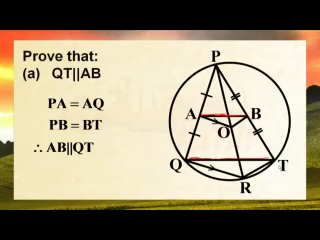 Prove that:
(a) QT||AB
PA = AQ
PB = BT
∴ AB||QT
P
A
B
O
Q
T
R